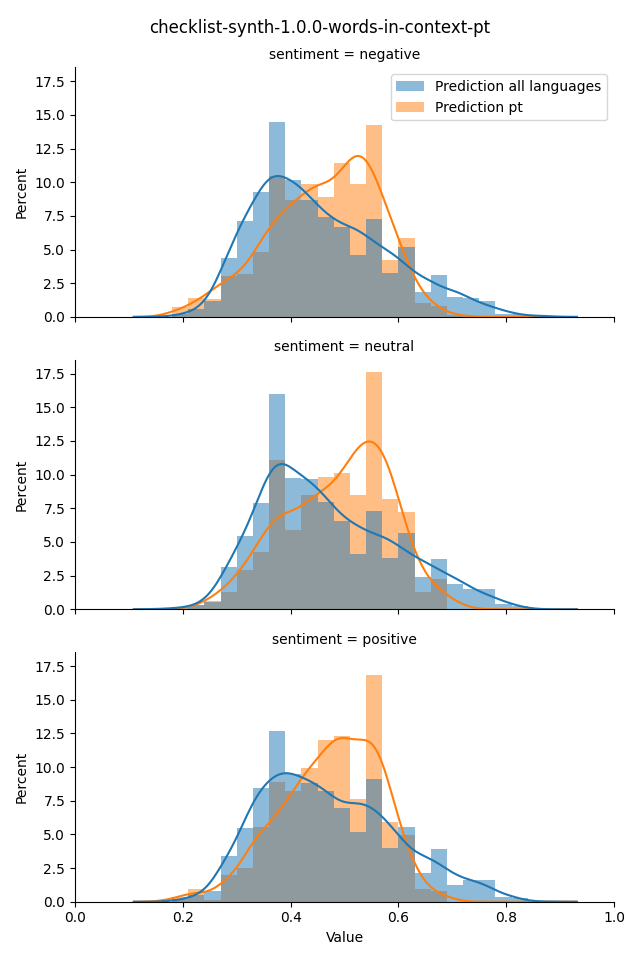 checklist-synth-1.0.0-words-in-context-pt
sentiment = negative
Prediction all languages
Prediction pt
17.5
15.0
12.5
10.0
7.5
5.0
2.5
0.0
Percent
sentiment = neutral
17.5
15.0
12.5
10.0
7.5
5.0
2.5
0.0
Percent
sentiment = positive
17.5
15.0
12.5
10.0
7.5
5.0
2.5
0.0
Percent
0.0 0.2 0.4 0.6 0.8 1.0
Value